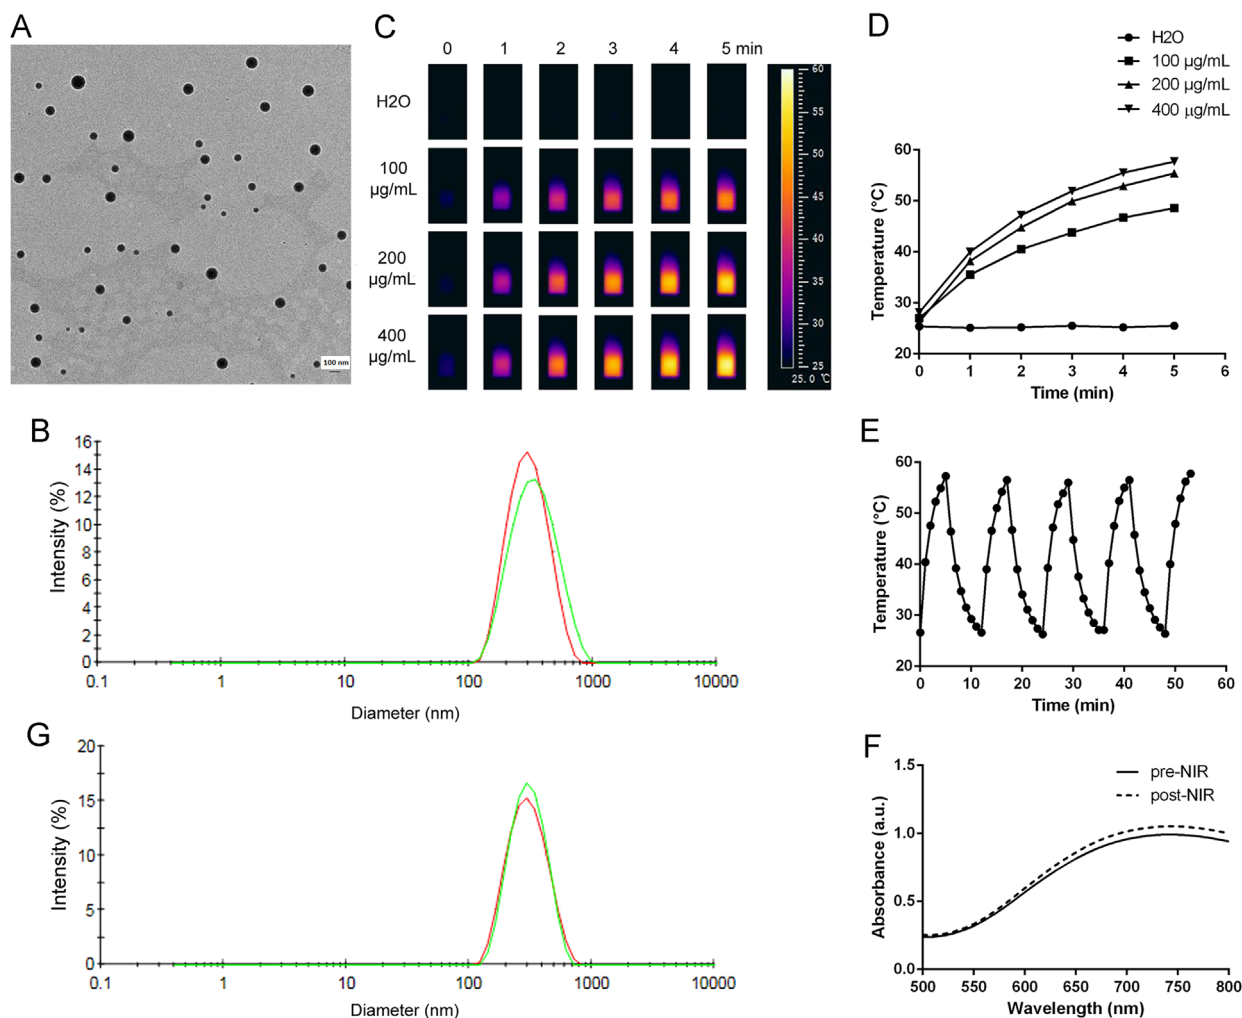 A
100 nm
C
0 1 2 3 4 5 min
H2O
100
µg/mL
200
µg/mL
400
µg/mL
60
55
50
45
40
35
30
25
25.0 ℃
D
H2O
100 µg/mL
200 µg/mL
400 µg/mL
Temperature (°C)
60
50
40
30
20
0 1 2 3 4 5 6
Time (min)
B
Intensity (%)
16
14
12
10
8
6
4
2
0
0.1 1 10 100 1000 10000
Diameter (nm)
E
Temperature (°C)
60
50
40
30
20
0 10 20 30 40 50 60
Time (min)
G
Intensity (%)
20
15
10
5
0
0.1 1 10 100 1000 10000
Diameter (nm)
F
pre-NIR
post-NIR
Absorbance (a.u.)
1.5
1.0
0.5
0.0
500 550 600 650 700 750 800
Wavelength (nm)